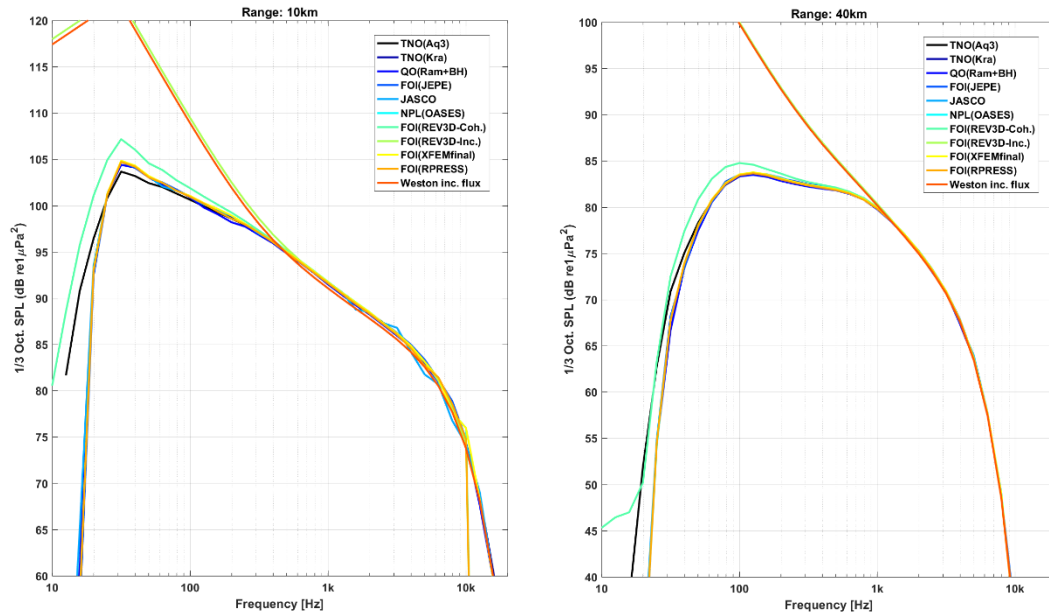 Range: 10km
120
115
110
105
100
95
90
85
80
75
70
65
60
1/3 Oct. SPL (dB re1μPa²)
10
100
1k
10k
Frequency [Hz]
TNO(Aq3)
TNO(Kra)
QO(Ram+BH)
FOI(JEPE)
JASCO
NPL(OASES)
FOI(REV3D-Coh.)
FOI(REV3D-Inc.)
FOI(XFEMfinal)
FOI(RPRESS)
Weston inc. flux
Range: 40km
100
95
90
85
80
75
70
65
60
55
50
45
40
1/3 Oct. SPL (dB re1μPa²)
10
100
1k
10k
Frequency [Hz]
TNO(Aq3)
TNO(Kra)
QO(Ram+BH)
FOI(JEPE)
JASCO
NPL(OASES)
FOI(REV3D-Coh.)
FOI(REV3D-Inc.)
FOI(XFEMfinal)
FOI(RPRESS)
Weston inc. flux